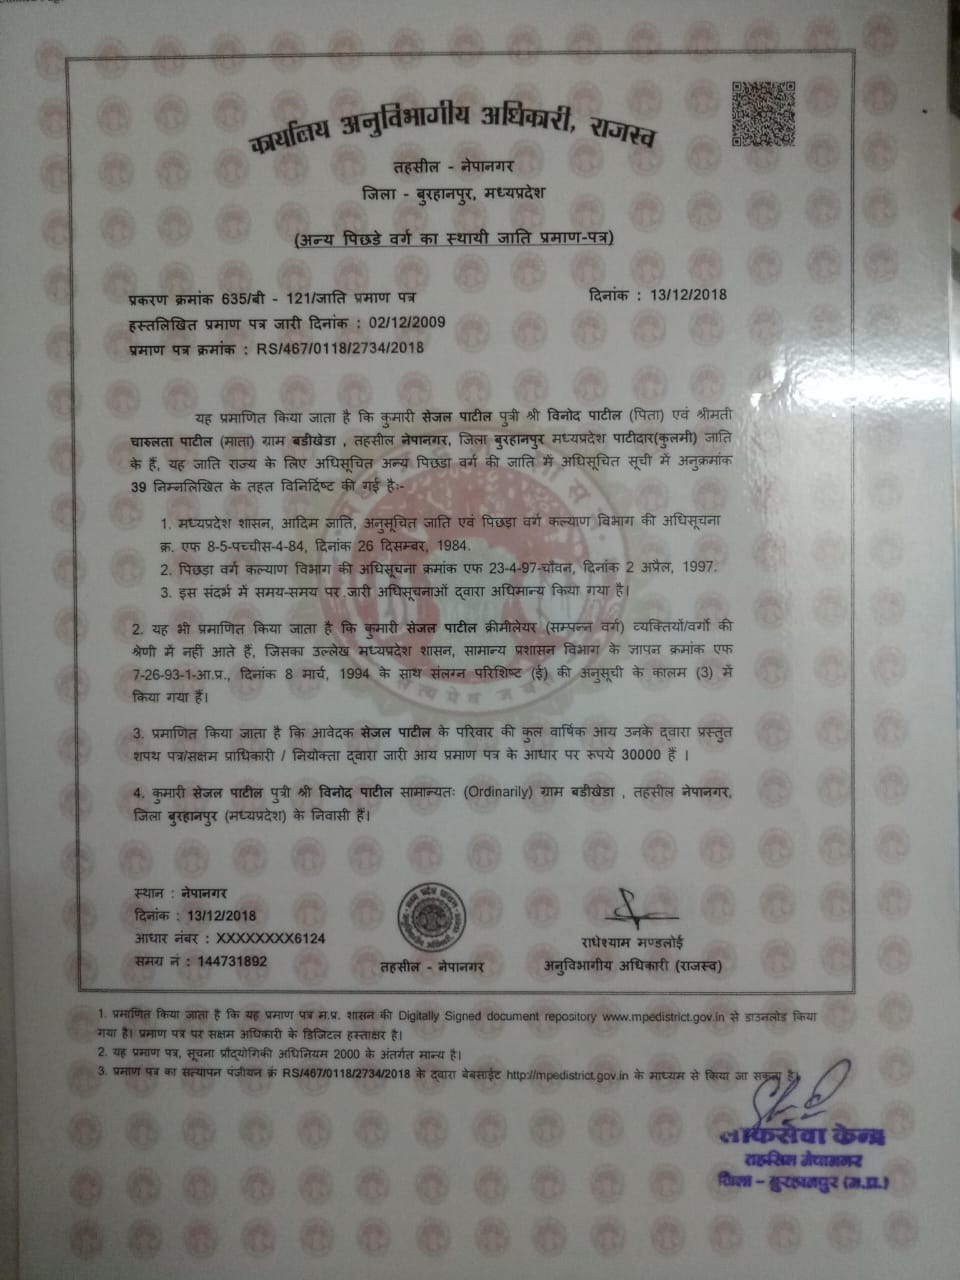 कार्यालय अनुविभागीय अधिकारी, राजस्व
तहसील - नेपानगर
जिला - बुरहानपुर, मध्यप्रदेश
(अन्य पिछडे वर्ग का स्थायी जाति प्रमाण-पत्र)
प्रकरण क्रमांक 635/बी - 121/जाति प्रमाण पत्र
दिनांक : 13/12/2018
हस्तलिखित प्रमाण पत्र जारी दिनांक : 02/12/2009
प्रमाण पत्र क्रमांक : RS/467/0118/2734/2018
यह प्रमाणित किया जाता है कि कुमारी सेजल पाटील पुत्री श्री विनोद पाटील (पिता) एवं श्रीमती
चारुलता पाटील (माता) ग्राम बडीखेडा , तहसील नेपानगर, जिला बुरहानपुर मध्यप्रदेश पाटीदार(कुलमी) जाति
के हैं, यह जाति राज्य के लिए अधिसूचित अन्य पिछडा वर्ग की जाति में अधिसूचित सूची में अनुक्रमांक
39 निम्नलिखित के तहत विनिर्दिष्ट की गई है:-
1. मध्यप्रदेश शासन, आदिम जाति, अनुसूचित जाति एवं पिछड़ा वर्ग कल्याण विभाग की अधिसूचना
क्र. एफ 8-5-पच्चीस-4-84, दिनांक 26 दिसम्बर, 1984.
2. पिछड़ा वर्ग कल्याण विभाग की अधिसूचना क्रमांक एफ 23-4-97-चौवन, दिनांक 2 अप्रैल, 1997.
3. इस संदर्भ में समय-समय पर जारी अधिसूचनाओं द्वारा अधिमान्य किया गया है।
2. यह भी प्रमाणित किया जाता है कि कुमारी सेजल पाटील क्रीमीलेयर (सम्पन्न वर्ग) व्यक्तियों/वर्गो की
श्रेणी में नहीं आते हैं, जिसका उल्लेख मध्यप्रदेश शासन, सामान्य प्रशासन विभाग के ज्ञापन क्रमांक एफ
7-26-93-1-आ.प्र., दिनांक 8 मार्च, 1994 के साथ संलग्न परिशिष्ट (ई) की अनुसूची के कालम (3) में
किया गया हैं।
3. प्रमाणित किया जाता है कि आवेदक सेजल पाटील के परिवार की कुल वार्षिक आय उनके द्वारा प्रस्तुत
शपथ पत्र/सक्षम प्राधिकारी / नियोक्ता द्वारा जारी आय प्रमाण पत्र के आधार पर रुपये 30000 हैं ।
4. कुमारी सेजल पाटील पुत्री श्री विनोद पाटील सामान्यतः (Ordinarily) ग्राम बडीखेडा , तहसील नेपानगर,
जिला बुरहानपुर (मध्यप्रदेश) के निवासी हैं।
स्थान : नेपानगर
दिनांक : 13/12/2018
आधार नंबर : XXXXXXXX6124
समय नं : 144731892
तहसील - नेपानगर
राधेश्याम मण्डलोई
अनुविभागीय अधिकारी (राजस्व)
1. प्रमाणित किया जाता है कि यह प्रमाण पत्र म.प्र. शासन की Digitally Signed document repository www.mpedistrict.gov.in से डाउनलोड किया
गया है। प्रमाण पत्र पर सक्षम अधिकारी के डिजिटल हस्ताक्षर है।
2. यह प्रमाण पत्र, सूचना प्रौद्योगिकी अधिनियम 2000 के अंतर्गत मान्य है।
3. प्रमाण पत्र का सत्यापन पंजीयन क्रं RS/467/0118/2734/2018 के द्वारा बेबसाईट http://mpedistrict.gov.in के माध्यम से किया जा सकता है।
लोकसेवा केन्द्र
तहसिल नेपानगर
जिला - बुरहानपुर (म.प्र.)